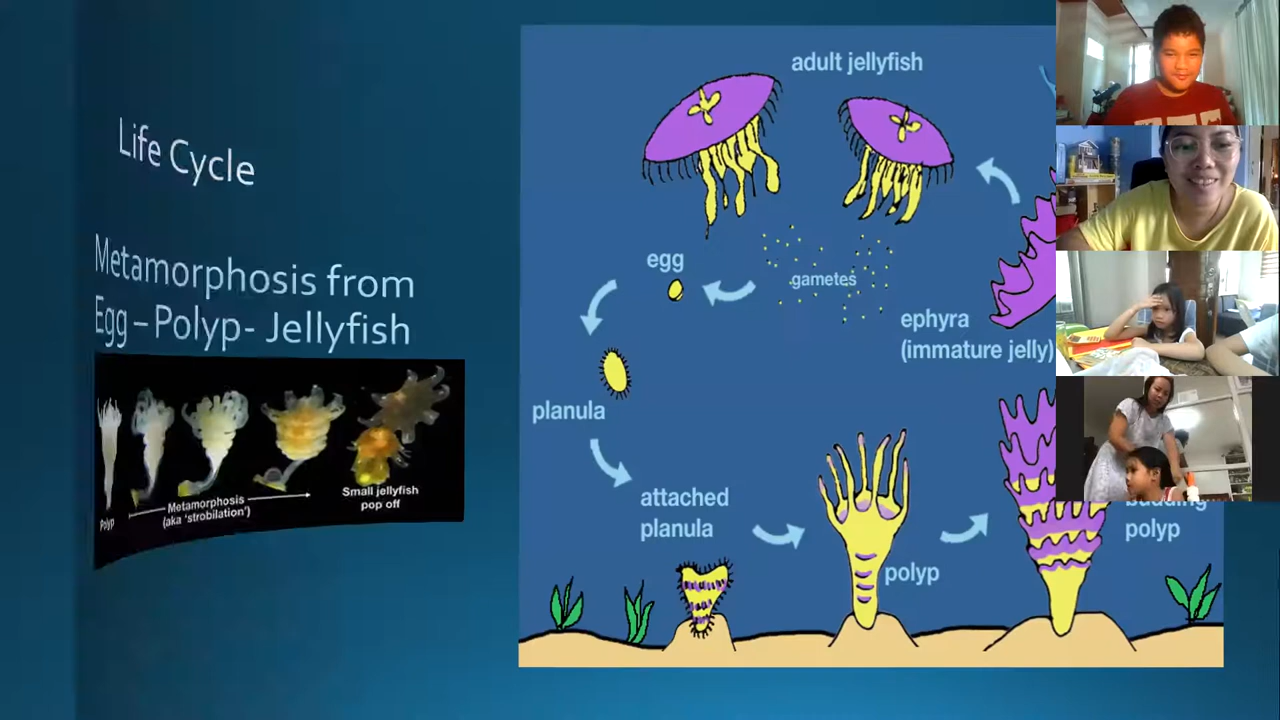 Life Cycle
Metamorphosis from
Egg – Polyp- Jellyfish
Polyp
Metamorphosis
(aka 'strobilation')
Small jellyfish
pop off
adult jellyfish
egg
gametes
ephyra
(immature jelly)
planula
attached
planula
polyp
budding
polyp